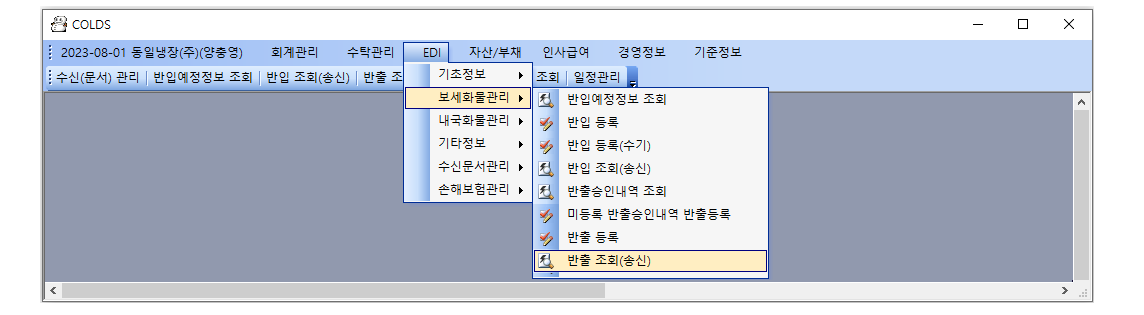 COLDS
2023-08-01 동일냉장(주)(양충영) 회계관리 수탁관리 EDI 자산/부채 인사급여 경영정보 기준정보
수신(문서) 관리 반입예정정보 조회 반입 조회(송신) 반출 조 조회 일정관리
기초정보
보세화물관리
내국화물관리
기타정보
수신문서관리
손해보험관리
반입예정정보 조회
반입 등록
반입 등록(수기)
반입 조회(송신)
반출승인내역 조회
미등록 반출승인내역 반출등록
반출 등록
반출 조회(송신)